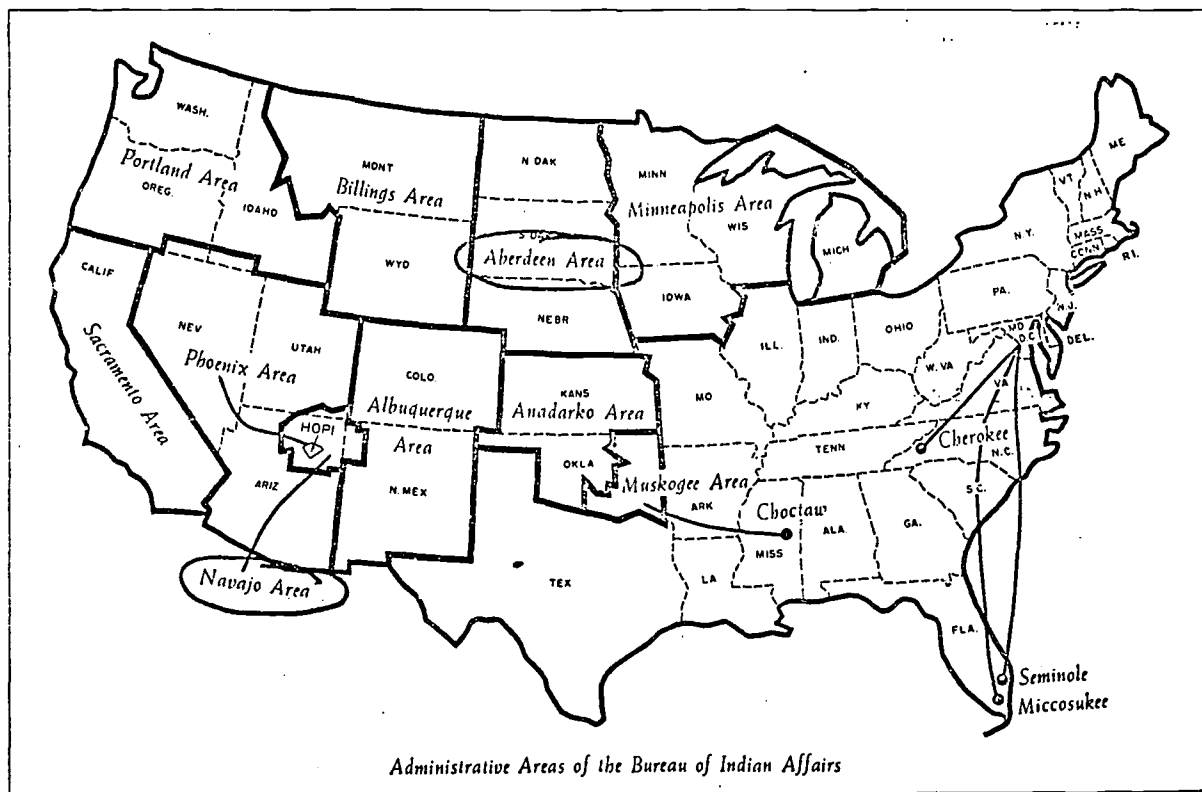 WASH.
Portland Area
OREG.
IDAHO
MONT
Billings Area
WYO
N DAK
Aberdeen Area
NEBR
MINN
Minneapolis Area
WIS
MICH
IOWA
ME
VT.
N.H.
N.Y.
MASS
CONN
R.I.
PA.
N.J.
MD
D.C.
DEL.
OHIO
IND.
ILL.
W. VA
VA
KY
CALIF
Sacramento Area
NEV
UTAH
Phoenix Area
HOPI
ARIZ
Navajo Area
COLO.
Albuquerque
Area
N. MEX
KANS
Anadarko Area
OKLA
Muskogee Area
MO
ARK
TENN
Cherokee
N.C.
S.C.
Choctaw
MISS
ALA.
GA.
LA
TEX
FLA.
Seminole
Miccosukee
Administrative Areas of the Bureau of Indian Affairs